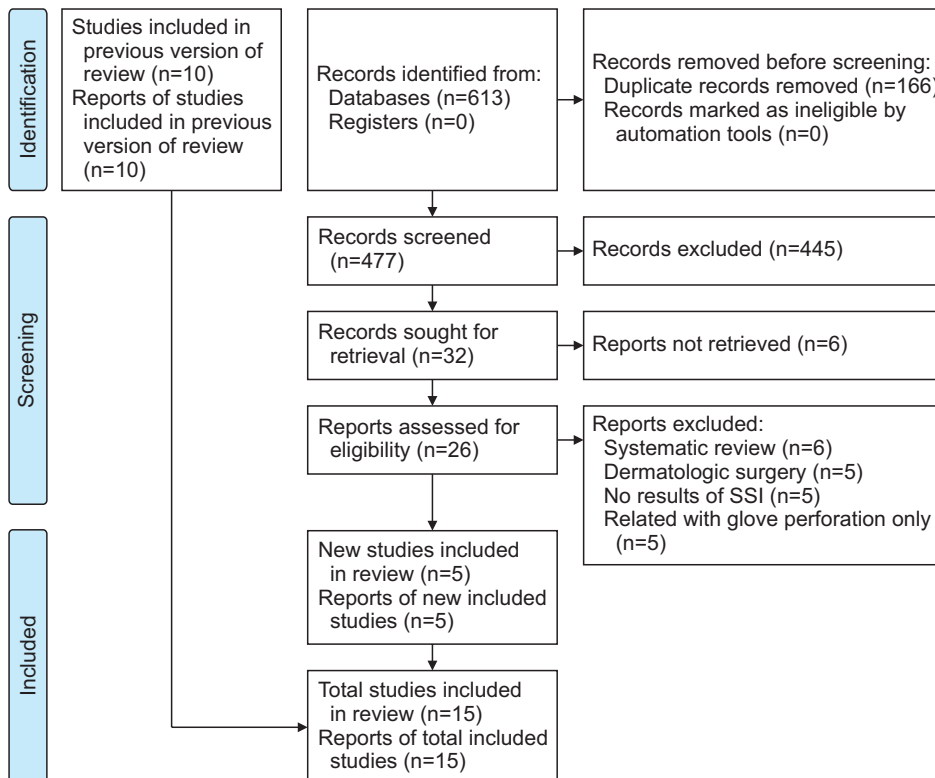 Identification
Studies included in
previous version of
review (n=10)
Reports of studies
included in previous
version of review
(n=10)
Records identified from:
Databases (n=613)
Registers (n=0)
Records removed before screening:
Duplicate records removed (n=166)
Records marked as ineligible by
automation tools (n=0)
Screening
Records screened
(n=477)
Records excluded (n=445)
Records sought for
retrieval (n=32)
Reports not retrieved (n=6)
Reports assessed for
eligibility (n=26)
Reports excluded:
Systematic review (n=6)
Dermatologic surgery (n=5)
No results of SSI (n=5)
Related with glove perforation only
(n=5)
Included
New studies included
in review (n=5)
Reports of new included
studies (n=5)
Total studies included
in review (n=15)
Reports of total included
studies (n=15)